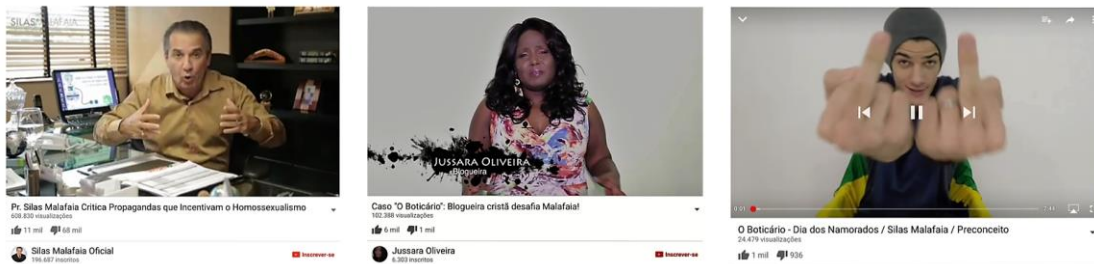 SILAS MALAFAIA
Pr. Silas Malafaia Critica Propagandas que Incentivam o Homossexualismo
608.830 visualizações
11 mil 68 mil
Silas Malafaia Oficial
196.687 inscritos
Inscrever-se
JUSSARA OLIVEIRA
Blogueira
Caso "O Boticário": Blogueira cristã desafia Malafaia!
102.388 visualizações
6 mil 1 mil
Jussara Oliveira
6.303 inscritos
Inscrever-se
0:01
O Boticário - Dia dos Namorados / Silas Malafaia / Preconceito
24.479 visualizações
1 mil 936